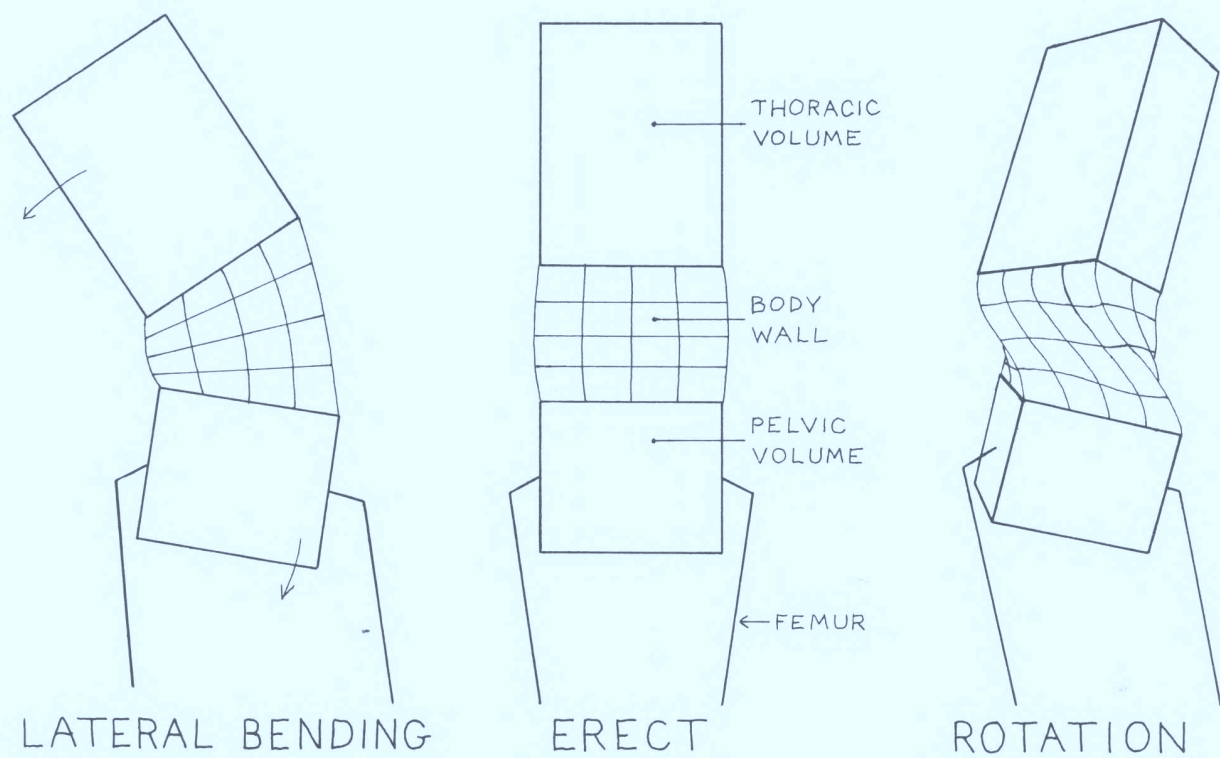 THORACIC
VOLUME
BODY
WALL
PELVIC
VOLUME
FEMUR
LATERAL BENDING
ERECT
ROTATION